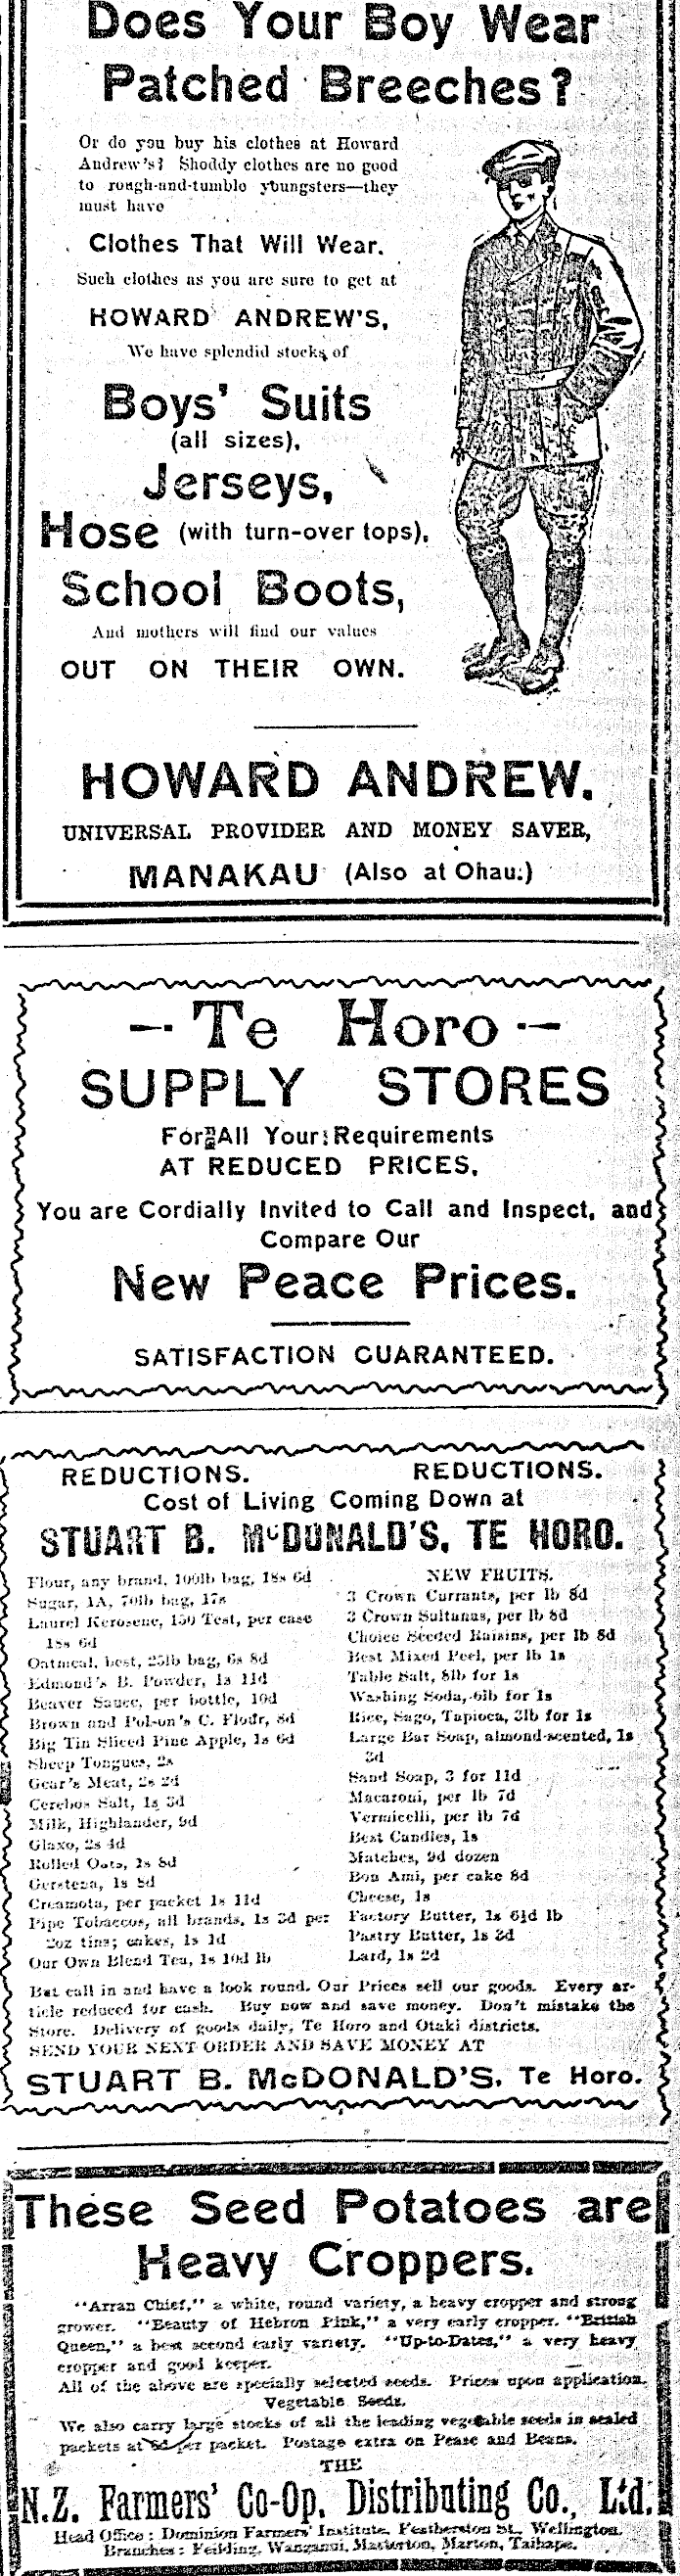 Does Your Boy Wear
Patched Breeches?
Or do you buy his clothes at Howard
Andrew's? Shoddy clothes are no good
to rough-and-tumble youngsters—they
must have
Clothes That Will Wear.
Such clothes as you are sure to get at
HOWARD ANDREW'S,
We have splendid stocks of
Boys' Suits
(all sizes),
Jerseys,
Hose (with turn-over tops),
School Boots,
And mothers will find our values
OUT ON THEIR OWN.
HOWARD ANDREW.
UNIVERSAL PROVIDER AND MONEY SAVER,
MANAKAU (Also at Ohau.)
Te Horo
SUPPLY STORES
For All Your Requirements
AT REDUCED PRICES.
You are Cordially Invited to Call and Inspect, and
Compare Our
New Peace Prices.
SATISFACTION GUARANTEED.
REDUCTIONS. REDUCTIONS.
Cost of Living Coming Down at
STUART B. McDONALD'S, TE HORO.
Flour, any brand, 100lb bag, 18s 6d
Sugar, 1A, 70lb bag, 17s
Laurel Kerosene, 150 Test, per case
18s 6d
Oatmeal, best, 25lb bag, 6s 8d
Edmond's B. Powder, 1s 11d
Beaver Sauce, per bottle, 10d
Brown and Polson's C. Flour, 8d
Big Tin Sliced Pine Apple, 1s 6d
Sheep Tongues, 2s
Gear's Meat, 2s 2d
Cerebos Salt, 1s 3d
Milk, Highlander, 9d
Glaxo, 2s 4d
Rolled Oats, 1s 8d
Gerstena, 1s 8d
Creamota, per packet 1s 11d
Pipe Tobaccos, all brands, 1s 3d per
2oz tins; cakes, 1s 1d
Our Own Blend Tea, 1s 10d lb
NEW FRUITS.
3 Crown Currants, per lb 8d
3 Crown Sultanas, per lb 8d
Choice Seeded Raisins, per lb 8d
Best Mixed Peel, per lb 1s
Table Salt, 8lb for 1s
Washing Soda, 6lb for 1s
Rice, Sago, Tapioca, 3lb for 1s
Large Bar Soap, almond-scented, 1s
3d
Sand Soap, 3 for 11d
Macaroni, per lb 7d
Vermicelli, per lb 7d
Best Candles, 1s
Matches, 9d dozen
Bon Ami, per cake 8d
Cheese, 1s
Factory Butter, 1s 6½d lb
Pastry Butter, 1s 3d
Lard, 1s 2d
But call in and have a look round. Our Prices sell our goods. Every ar-
ticle reduced for cash. Buy now and save money. Don't mistake the
Store. Delivery of goods daily, Te Horo and Otaki districts.
SEND YOUR NEXT ORDER AND SAVE MONEY AT
STUART B. McDONALD'S, Te Horo.
These Seed Potatoes are
Heavy Croppers.
"Arran Chief," a white, round variety, a heavy cropper and strong
grower. "Beauty of Hebron Pink," a very early cropper. "British
Queen," a best second early variety. "Up-to-Dates," a very heavy
cropper and good keeper.
All of the above are specially selected seeds. Prices upon application.
Vegetable Seeds.
We also carry large stocks of all the leading vegetable seeds in sealed
packets at 6d per packet. Postage extra on Pease and Beans.
THE
N.Z. Farmers' Co-Op. Distributing Co., Ltd.
Head Office: Dominion Farmers' Institute, Featherston St., Wellington.
Branches: Feilding, Wanganui, Masterton, Marton, Taihape.